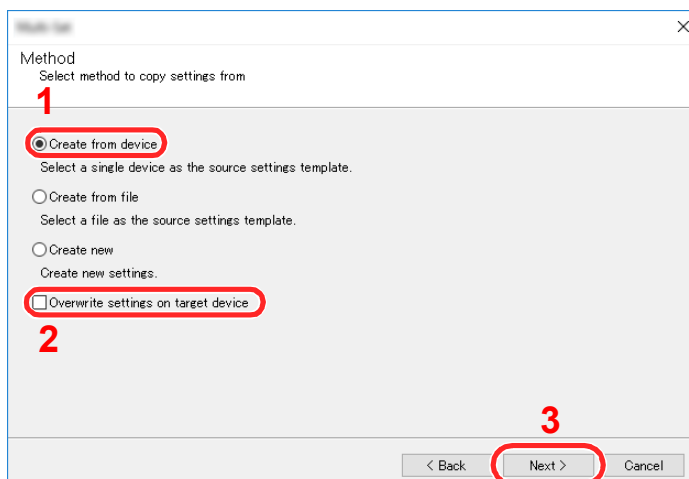 Method
Select method to copy settings from
1
Create from device
Select a single device as the source settings template.
Create from file
Select a file as the source settings template.
Create new
Create new settings.
Overwrite settings on target device
2
3
< Back Next > Cancel